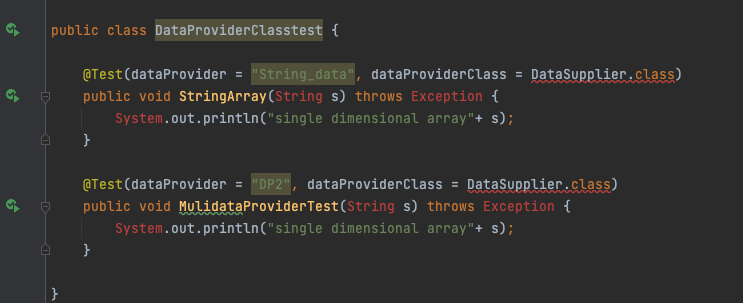 public class DataProviderClasstest {
@Test(dataProvider = "String_data", dataProviderClass = DataSupplier.class)
public void StringArray(String s) throws Exception {
System.out.println("single dimensional array"+ s);
}
@Test(dataProvider = "DP2", dataProviderClass = DataSupplier.class)
public void MulidataProviderTest(String s) throws Exception {
System.out.println("single dimensional array"+ s);
}
}